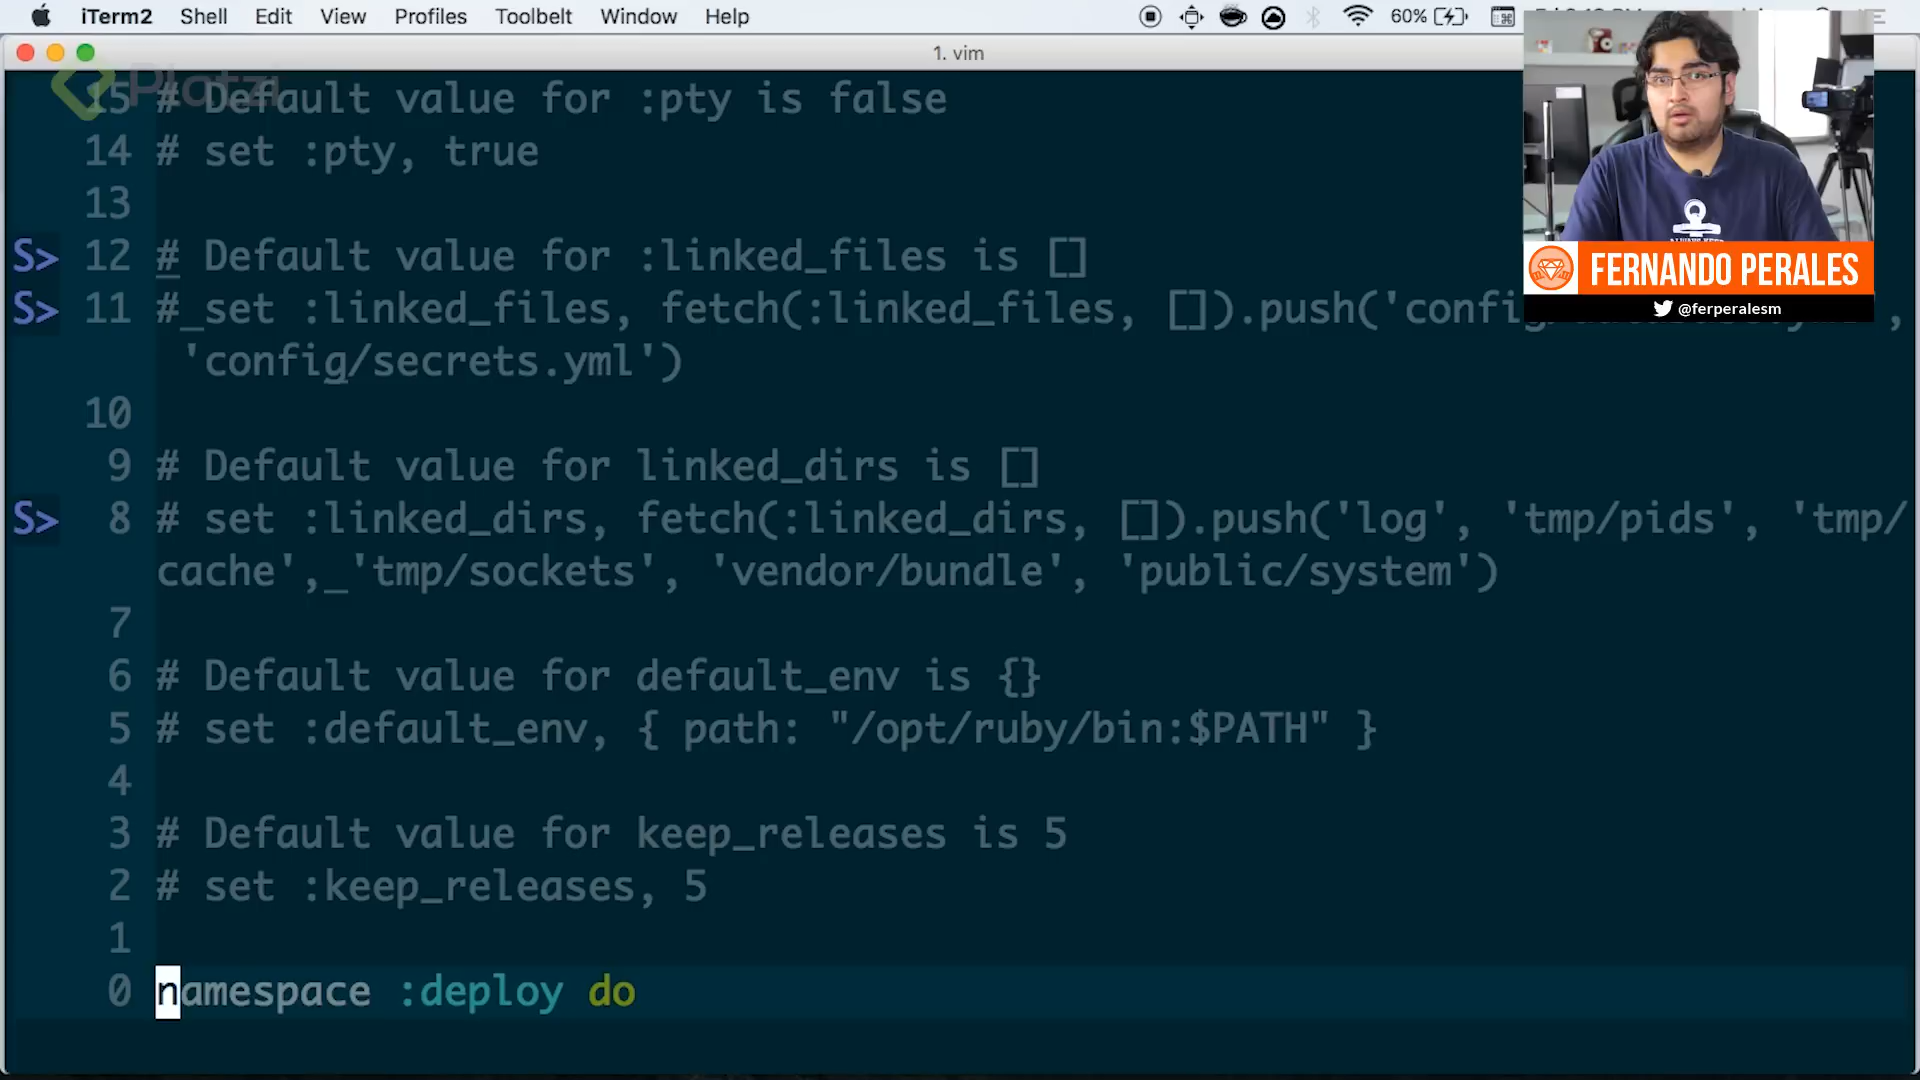 iTerm2 Shell Edit View Profiles Toolbelt Window Help 60%
1. vim
Platzi
15 # Default value for :pty is false
14 # set :pty, true
13
S> 12 # Default value for :linked_files is []
S> 11 #_set :linked_files, fetch(:linked_files, []).push('config/ ,
'config/secrets.yml')
10
9 # Default value for linked_dirs is []
S> 8 # set :linked_dirs, fetch(:linked_dirs, []).push('log', 'tmp/pids', 'tmp/
cache',_'tmp/sockets', 'vendor/bundle', 'public/system')
7
6 # Default value for default_env is {}
5 # set :default_env, { path: "/opt/ruby/bin:$PATH" }
4
3 # Default value for keep_releases is 5
2 # set :keep_releases, 5
1
0 namespace :deploy do
FERNANDO PERALES
@ferperalesm